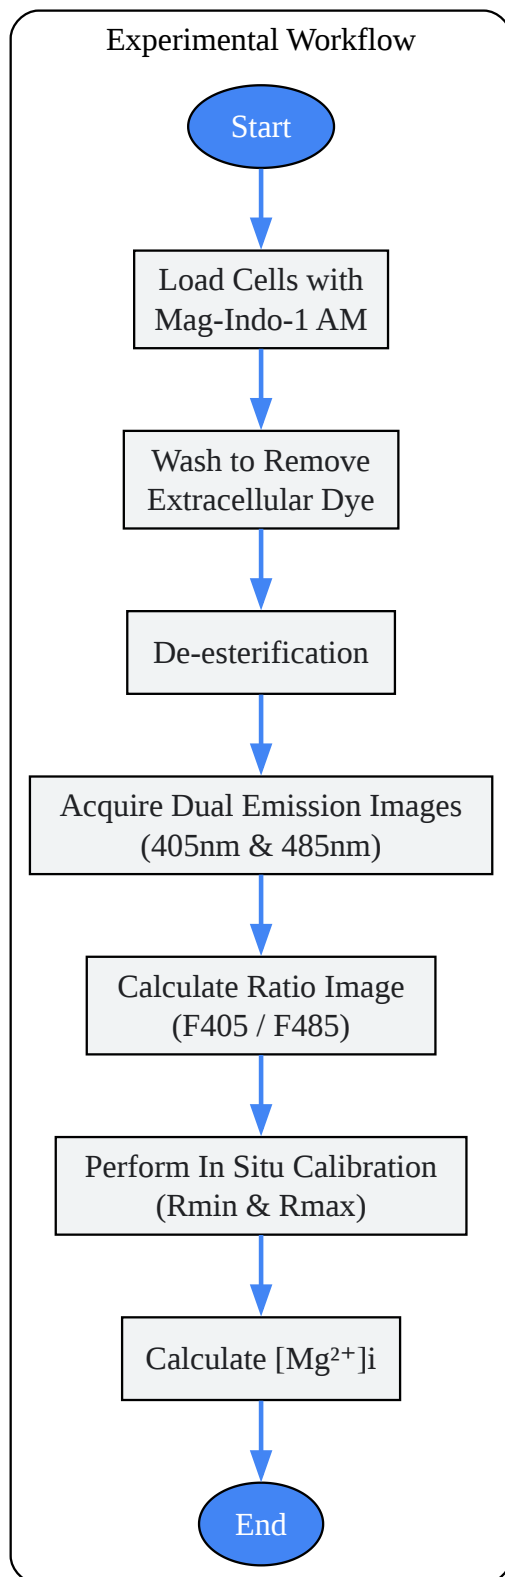 Experimental Workflow
Start
Load Cells with
Mag-Indo-1 AM
Wash to Remove
Extracellular Dye
De-esterification
Acquire Dual Emission Images
(405nm & 485nm)
Calculate Ratio Image
(F405 / F485)
Perform In Situ Calibration
(Rmin & Rmax)
Calculate [Mg²⁺]i
End